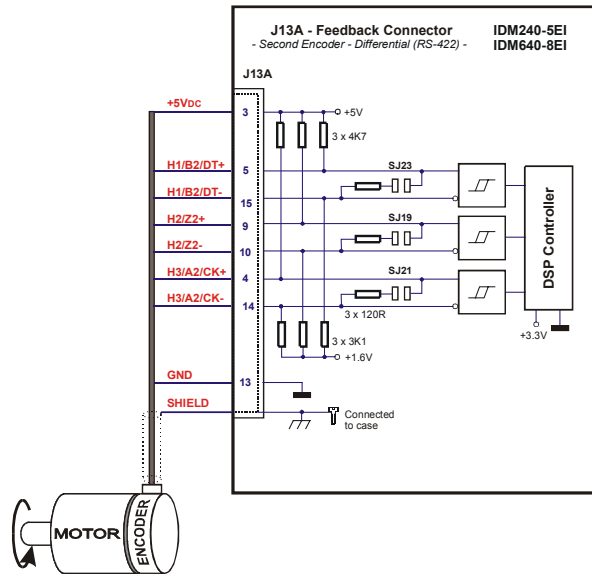 J13A - Feedback Connector IDM240-5EI
- Second Encoder - Differential (RS-422) - IDM640-8EI
J13A
+5VDC
3
+5V
3 x 4K7
H1/B2/DT+
5
SJ23
H1/B2/DT-
15
H2/Z2+
9
SJ19
H2/Z2-
10
H3/A2/CK+
4
SJ21
H3/A2/CK-
14
3 x 120R
DSP Controller
+3.3V
3 x 3K1
+1.6V
GND
13
SHIELD
Connected
to case
MOTOR
ENCODER